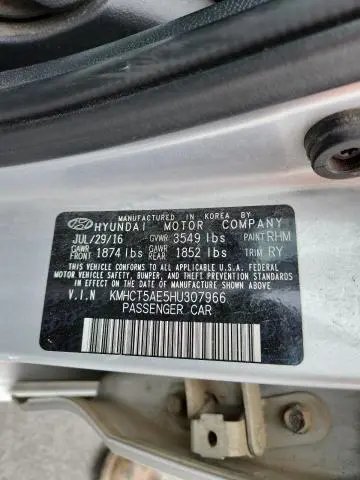 MANUFACTURED IN KOREA BY
HYUNDAI MOTOR COMPANY
JUL/29/16 GVWR 3549 lbs PAINT RHM
GAWR FRONT 1874 lbs GAWR REAR 1852 lbs TRIM RY
THIS VEHICLE CONFORMS TO ALL APPLICABLE U.S.A. FEDERAL
MOTOR VEHICLE SAFETY, BUMPER, AND THEFT PREVENTION STANDARDS
IN EFFECT ON THE DATE OF MANUFACTURE SHOWN ABOVE.
V.I.N KMHCT5AE5HU307966
PASSENGER CAR